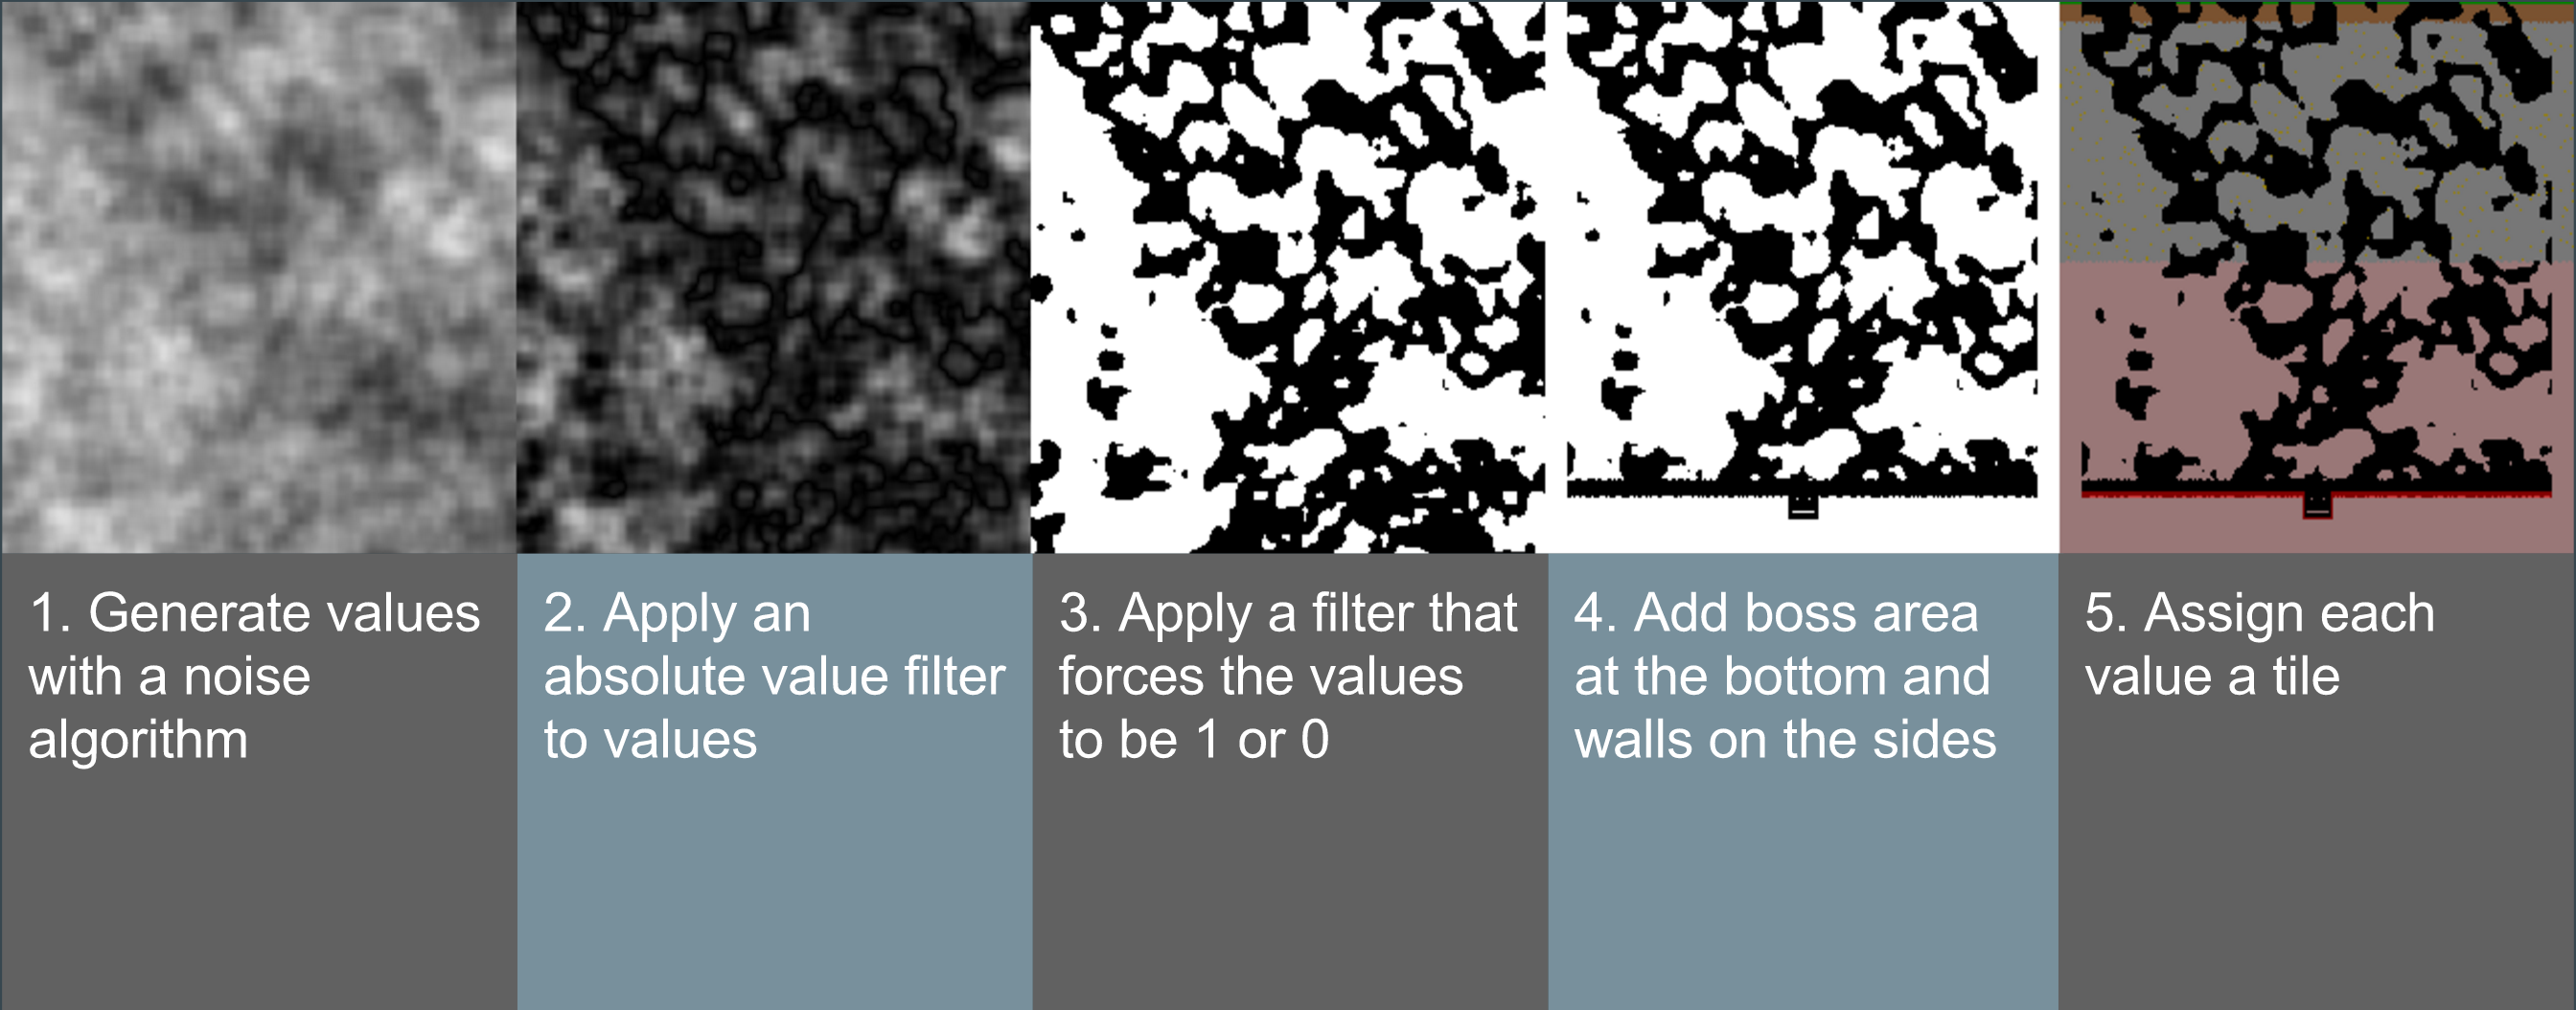 1. Generate values
with a noise
algorithm
2. Apply an
absolute value filter
to values
3. Apply a filter that
forces the values
to be 1 or 0
4. Add boss area
at the bottom and
walls on the sides
5. Assign each
value a tile